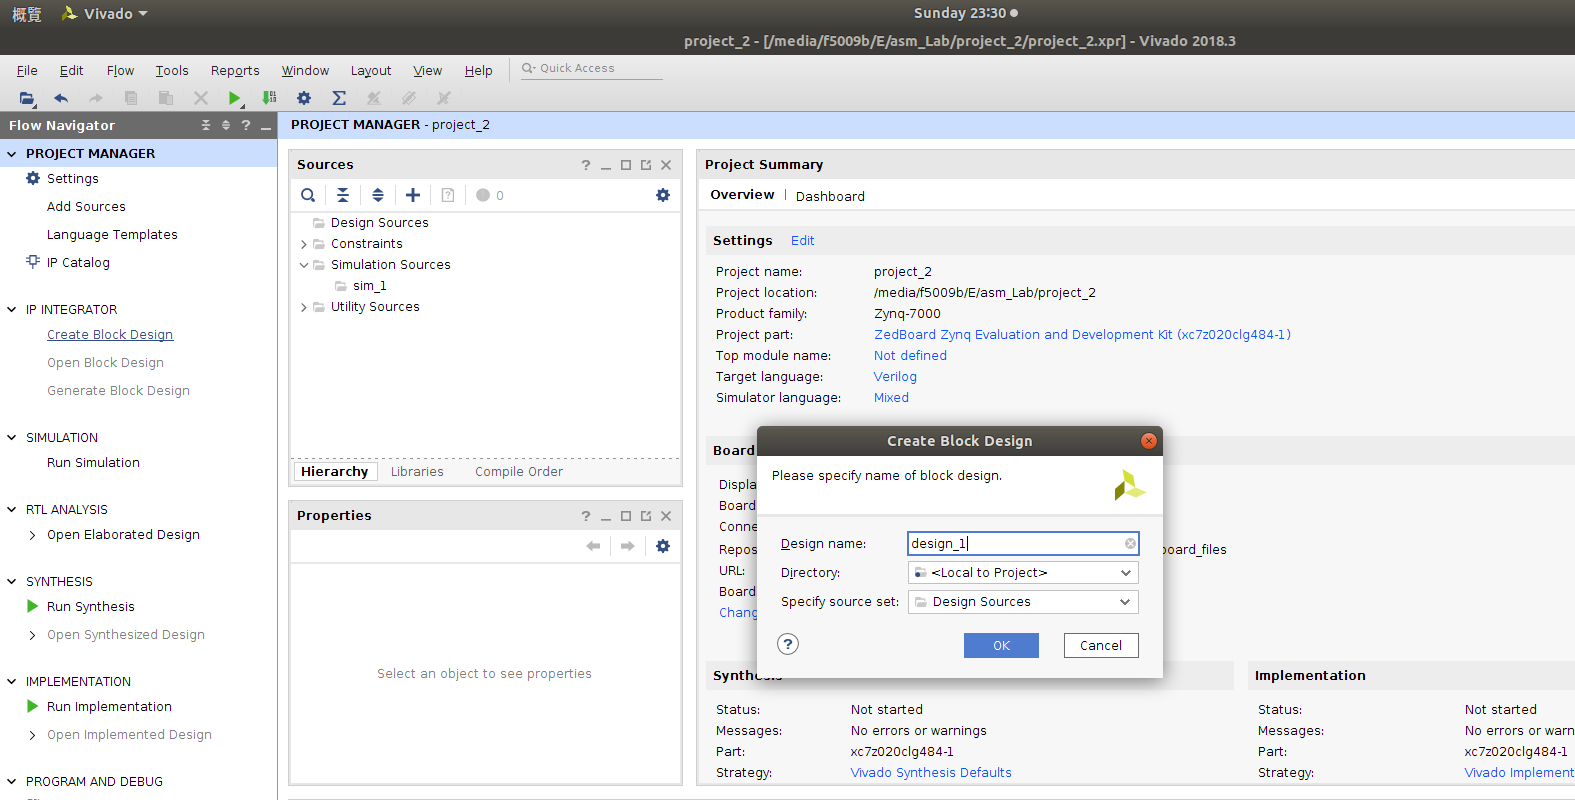 概覽 Vivado Sunday 23:30
project_2 - [/media/f5009b/E/asm_Lab/project_2/project_2.xpr] - Vivado 2018.3
File Edit Flow Tools Reports Window Layout View Help Quick Access
Flow Navigator
PROJECT MANAGER
Settings
Add Sources
Language Templates
IP Catalog
IP INTEGRATOR
Create Block Design
Open Block Design
Generate Block Design
SIMULATION
Run Simulation
RTL ANALYSIS
Open Elaborated Design
SYNTHESIS
Run Synthesis
Open Synthesized Design
IMPLEMENTATION
Run Implementation
Open Implemented Design
PROGRAM AND DEBUG
PROJECT MANAGER - project_2
Sources
0
Design Sources
Constraints
Simulation Sources
sim_1
Utility Sources
Hierarchy Libraries Compile Order
Properties
Select an object to see properties
Project Summary
Overview Dashboard
Settings Edit
Project name: project_2
Project location: /media/f5009b/E/asm_Lab/project_2
Product family: Zynq-7000
Project part: ZedBoard Zynq Evaluation and Development Kit (xc7z020clg484-1)
Top module name: Not defined
Target language: Verilog
Simulator language: Mixed
Board
Displa
Board
Conne
Repos oard_files
URL:
Board
Chang
Create Block Design
Please specify name of block design.
Design name: design_1
Directory: <Local to Project>
Specify source set: Design Sources
? OK Cancel
Synthesis
Status: Not started
Messages: No errors or warnings
Part: xc7z020clg484-1
Strategy: Vivado Synthesis Defaults
Implementation
Status: Not started
Messages: No errors or warn
Part: xc7z020clg484-1
Strategy: Vivado Implement